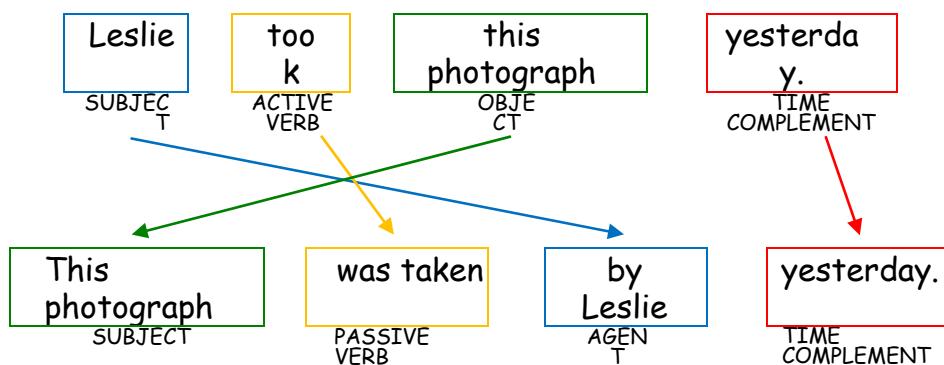 Leslie
too
k
this
photograph
yesterda
y.
SUBJEC
T
ACTIVE
VERB
OBJE
CT
TIME
COMPLEMENT
This
photograph
was taken
by
Leslie
yesterday.
SUBJECT
PASSIVE
VERB
AGEN
T
TIME
COMPLEMENT